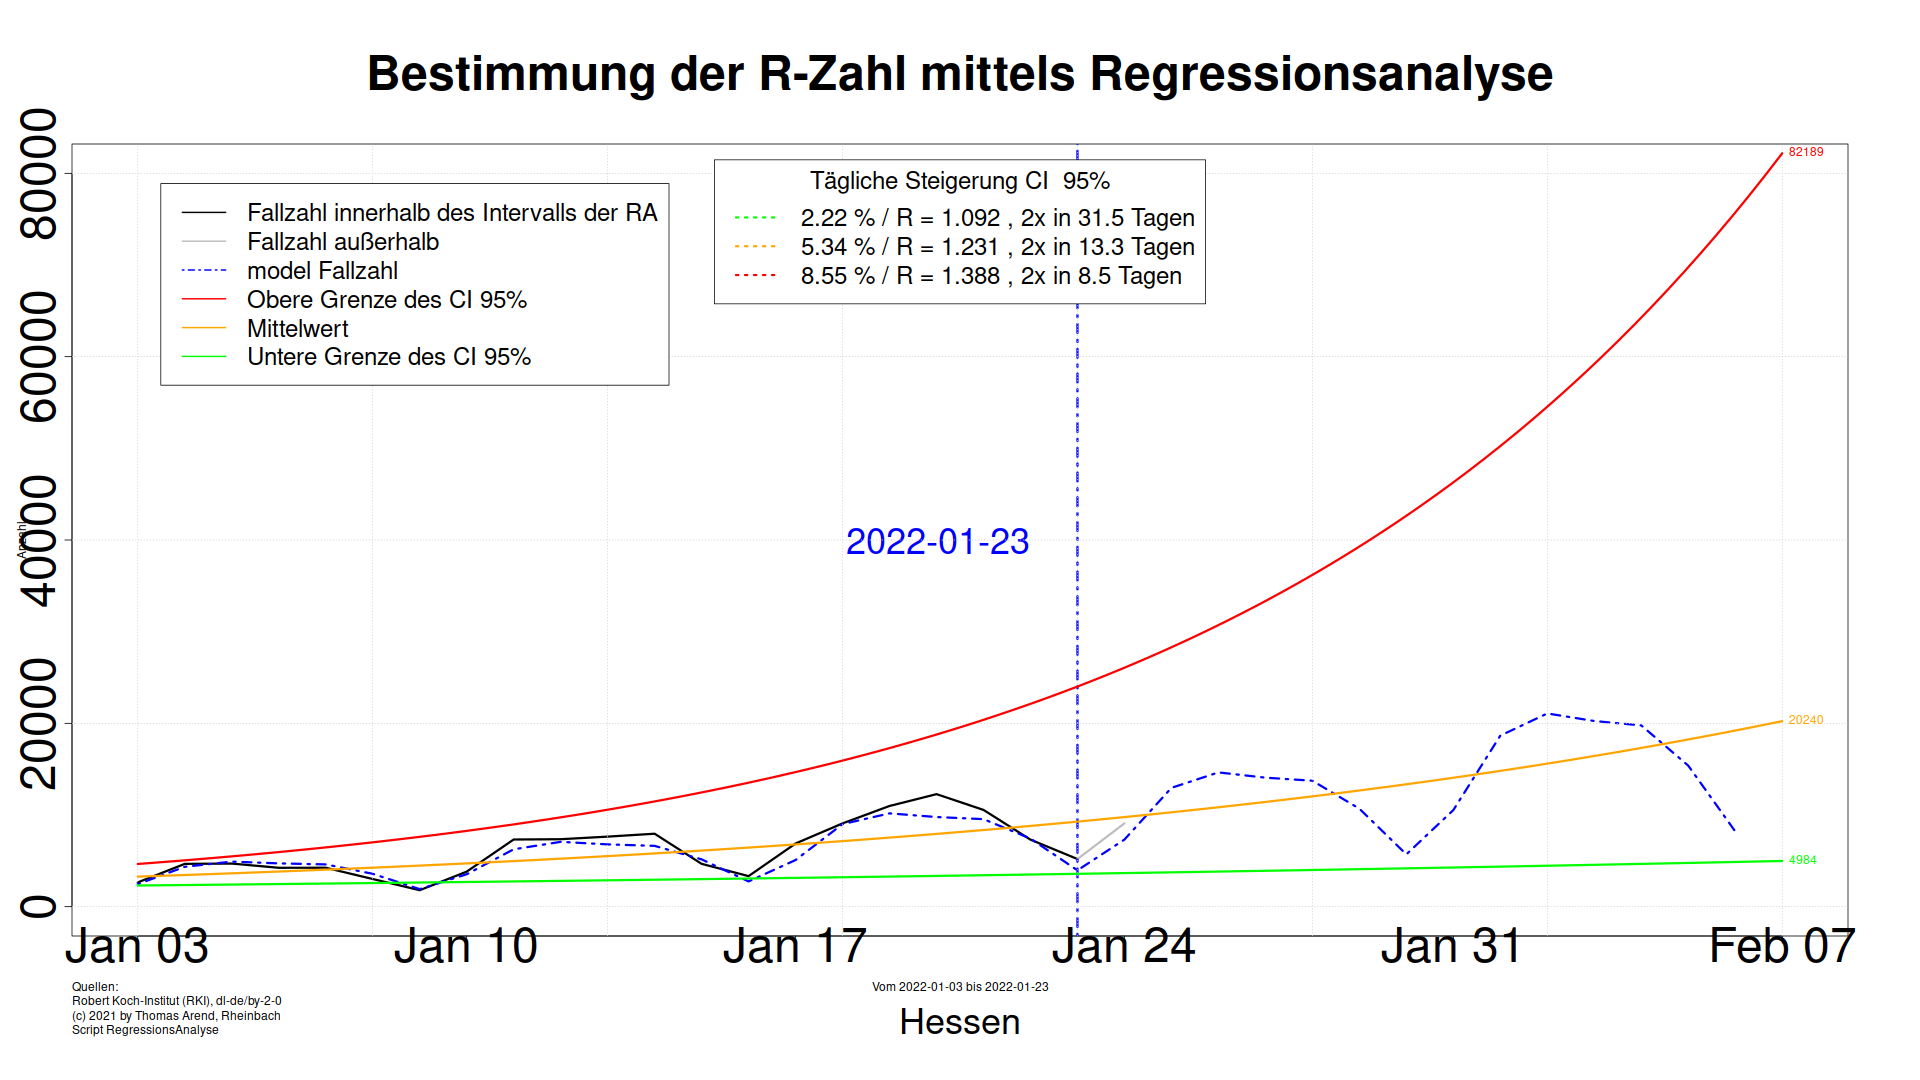 Bestimmung der R-Zahl mittels Regressionsanalyse
82189
Tägliche Steigerung CI  95%
2.22 % / R = 1.092 , 2x in 31.5 Tagen
5.34 % / R = 1.231 , 2x in 13.3 Tagen
8.55 % / R = 1.388 , 2x in 8.5 Tagen
Fallzahl innerhalb des Intervalls der RA
Fallzahl außerhalb
model Fallzahl
Obere Grenze des CI 95%
Mittelwert
Untere Grenze des CI 95%
80000
60000
40000
20000
0
Anzahl
2022-01-23
20240
4984
Jan 03
Jan 10
Jan 17
Jan 24
Jan 31
Feb 07
Quellen:
Robert Koch-Institut (RKI), dl-de/by-2-0
(c) 2021 by Thomas Arend, Rheinbach
Script RegressionsAnalyse
Vom 2022-01-03 bis 2022-01-23
Hessen